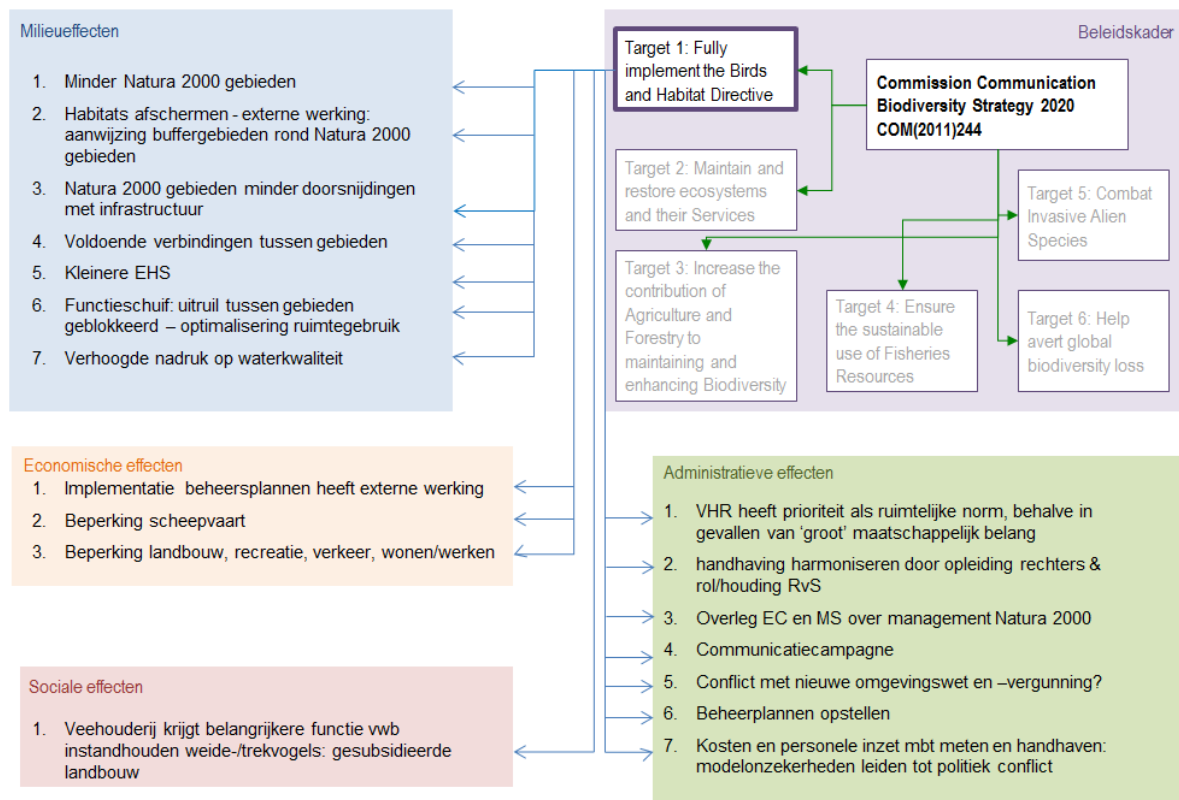 Milieueffecten
1. Minder Natura 2000 gebieden
2. Habitats afschermen - externe werking:
aanwijzing buffergebieden rond Natura 2000
gebieden
3. Natura 2000 gebieden minder doorsnijdingen
met infrastructuur
4. Voldoende verbindingen tussen gebieden
5. Kleinere EHS
6. Functieschuif: uitruil tussen gebieden
geblokkeerd – optimalisering ruimtegebruik
7. Verhoogde nadruk op waterkwaliteit
Beleidskader
Target 1: Fully
implement the Birds
and Habitat Directive
Commission Communication
Biodiversity Strategy 2020
COM(2011)244
Target 2: Maintain and
restore ecosystems
and their Services
Target 5: Combat
Invasive Alien
Species
Target 3: Increase the
contribution of
Agriculture and
Forestry to
maintaining and
enhancing Biodiversity
Target 4: Ensure
the sustainable
use of Fisheries
Resources
Target 6: Help
avert global
biodiversity loss
Economische effecten
1. Implementatie beheersplannen heeft externe werking
2. Beperking scheepvaart
3. Beperking landbouw, recreatie, verkeer, wonen/werken
Administratieve effecten
1. VHR heeft prioriteit als ruimtelijke norm, behalve in
gevallen van ‘groot’ maatschappelijk belang
2. handhaving harmoniseren door opleiding rechters &
rol/houding RvS
3. Overleg EC en MS over management Natura 2000
4. Communicatiecampagne
5. Conflict met nieuwe omgevingswet en –vergunning?
6. Beheerplannen opstellen
7. Kosten en personele inzet mbt meten en handhaven:
modelonzekerheden leiden tot politiek conflict
Sociale effecten
1. Veehouderij krijgt belangrijkere functie vwb
instandhouden weide-/trekvogels: gesubsidieerde
landbouw